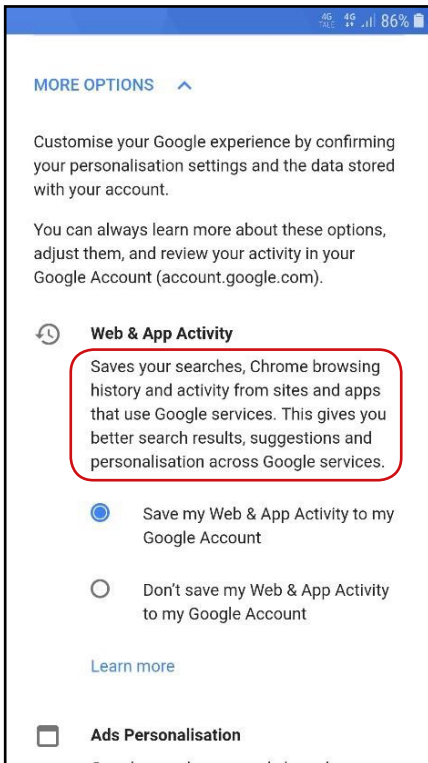 86%
MORE OPTIONS
Customise your Google experience by confirming
your personalisation settings and the data stored
with your account.
You can always learn more about these options,
adjust them, and review your activity in your
Google Account (account.google.com).
Web & App Activity
Saves your searches, Chrome browsing
history and activity from sites and apps
that use Google services. This gives you
better search results, suggestions and
personalisation across Google services.
Save my Web & App Activity to my
Google Account
Don't save my Web & App Activity
to my Google Account
Learn more
Ads Personalisation